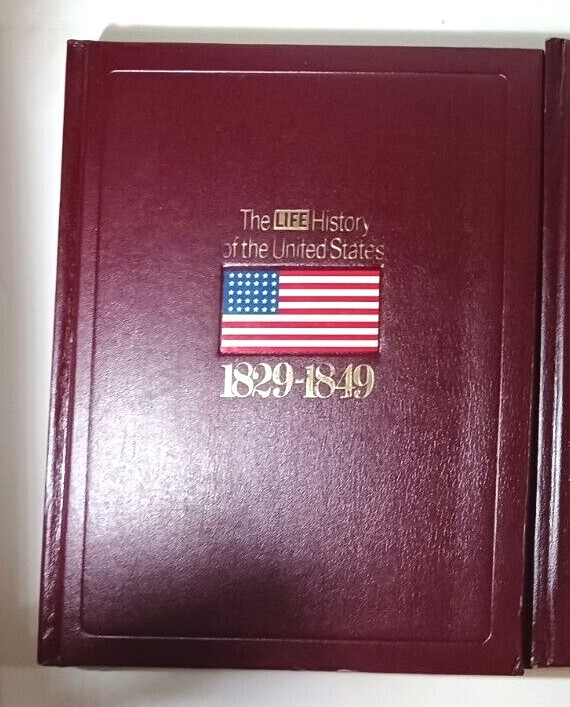 The LIFE History
of the United States
1829-1849